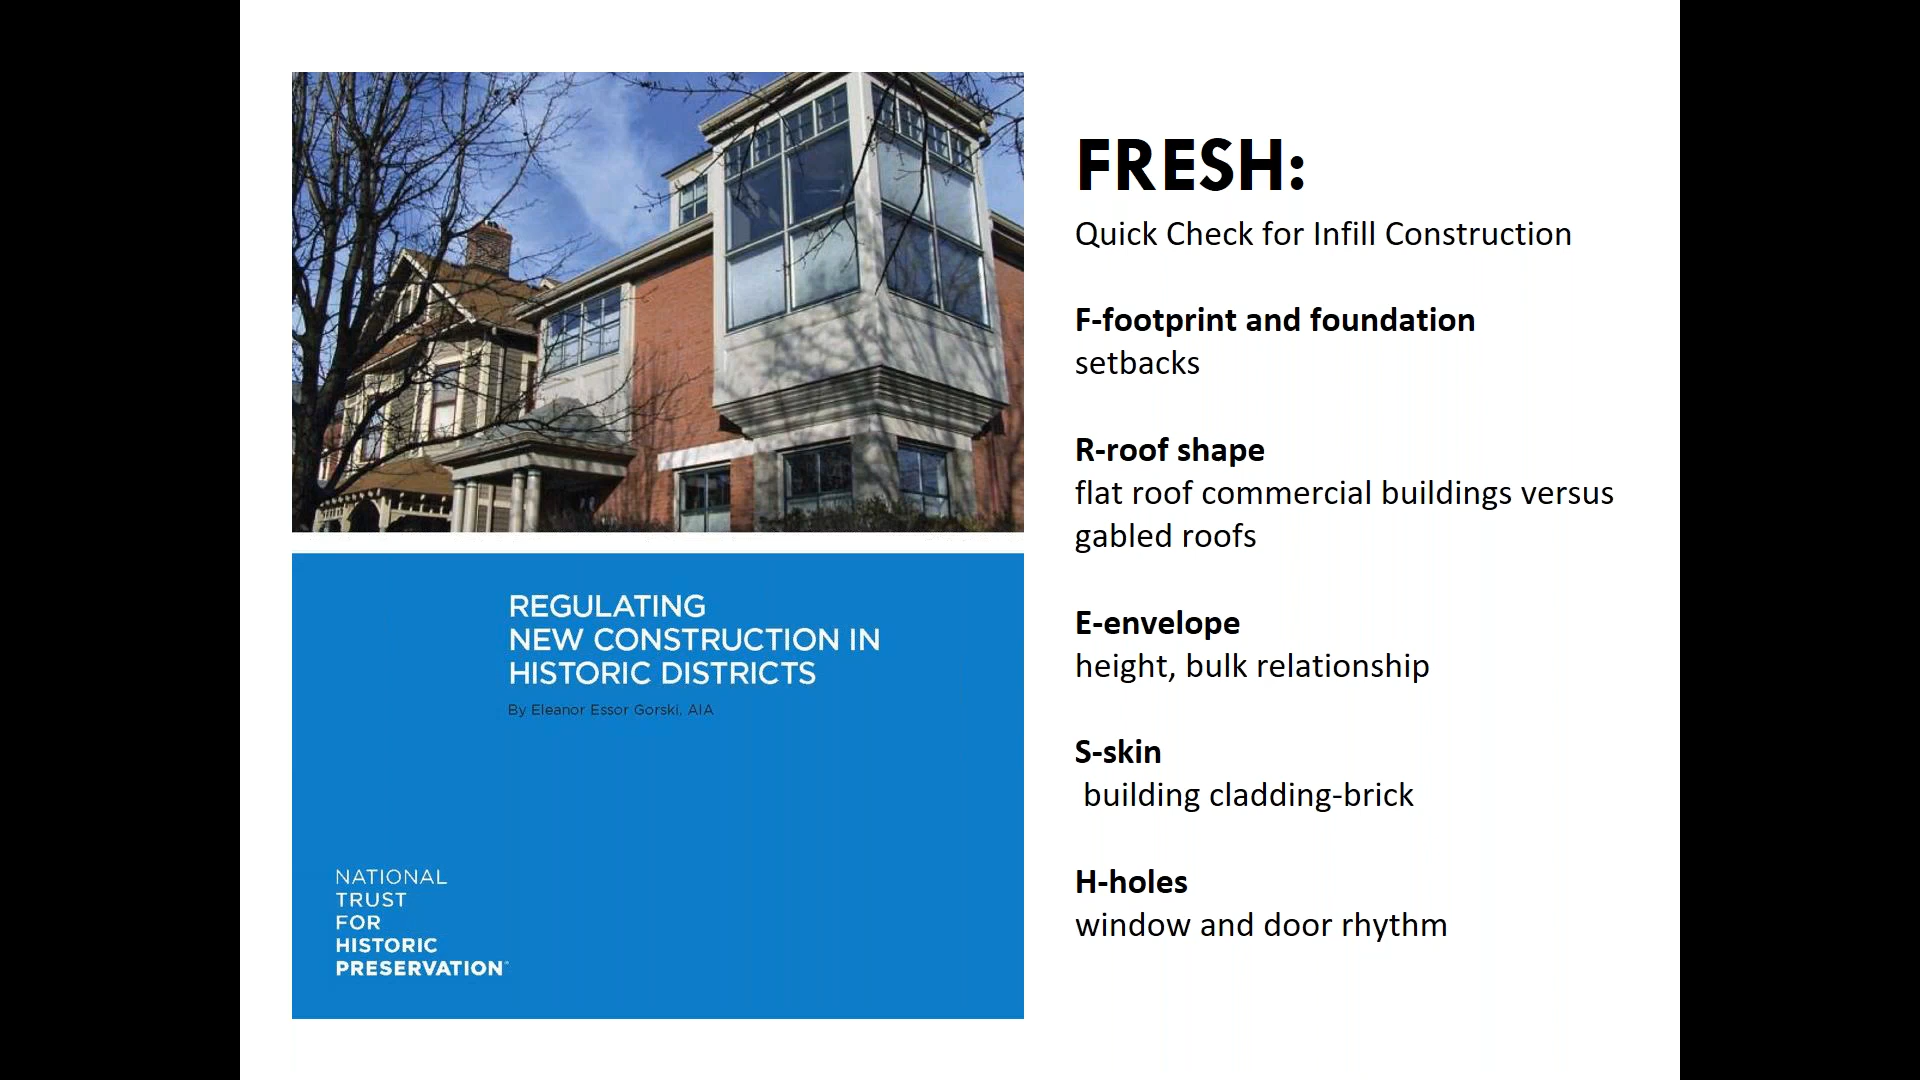 REGULATING
NEW CONSTRUCTION IN
HISTORIC DISTRICTS
By Eleanor Essor Gorski, AIA
NATIONAL
TRUST
FOR
HISTORIC
PRESERVATION
FRESH:
Quick Check for Infill Construction
F-footprint and foundation
setbacks
R-roof shape
flat roof commercial buildings versus
gabled roofs
E-envelope
height, bulk relationship
S-skin
building cladding-brick
H-holes
window and door rhythm